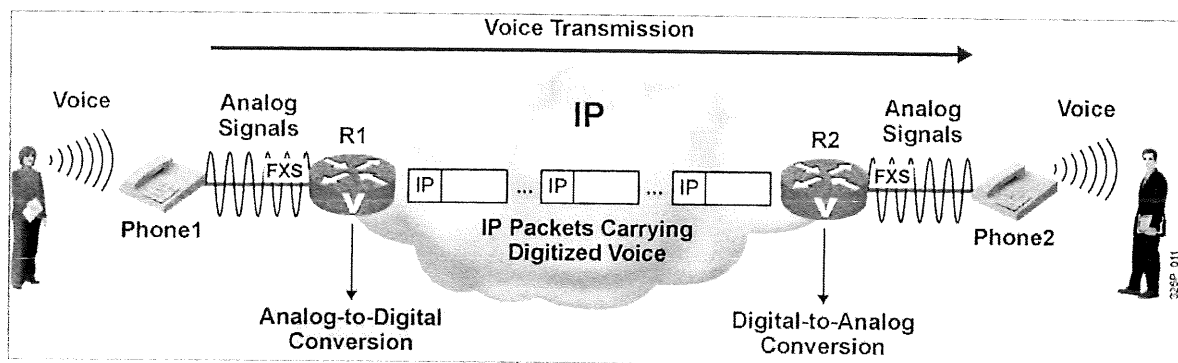 Voice Transmission
Voice
Analog
Signals
FXS
R1
V
IP
IP
...
IP
...
IP
IP Packets Carrying
Digitized Voice
R2
V
Analog
Signals
FXS
Voice
Phone1
Phone2
Analog-to-Digital
Conversion
Digital-to-Analog
Conversion